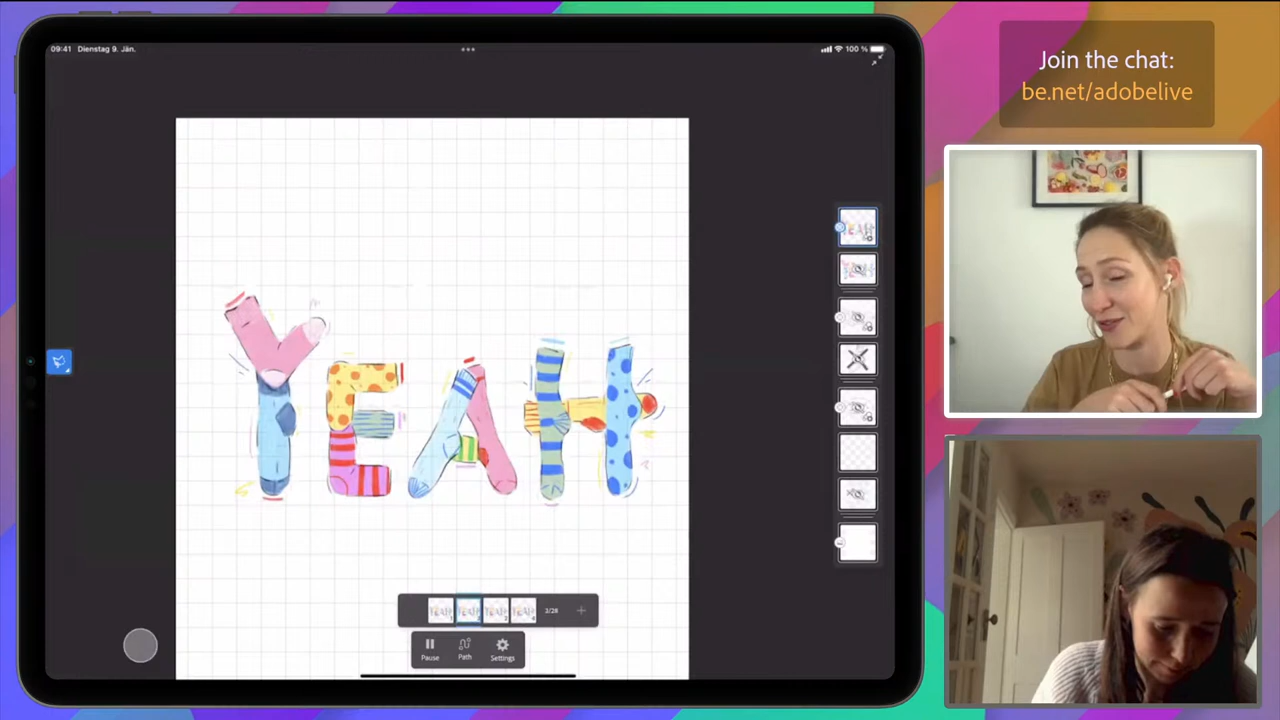 09:41 Dienstag 9. Jän.
100 %
Join the chat:
be.net/adobelive
YEAH
2/28
Pause
Path
Settings